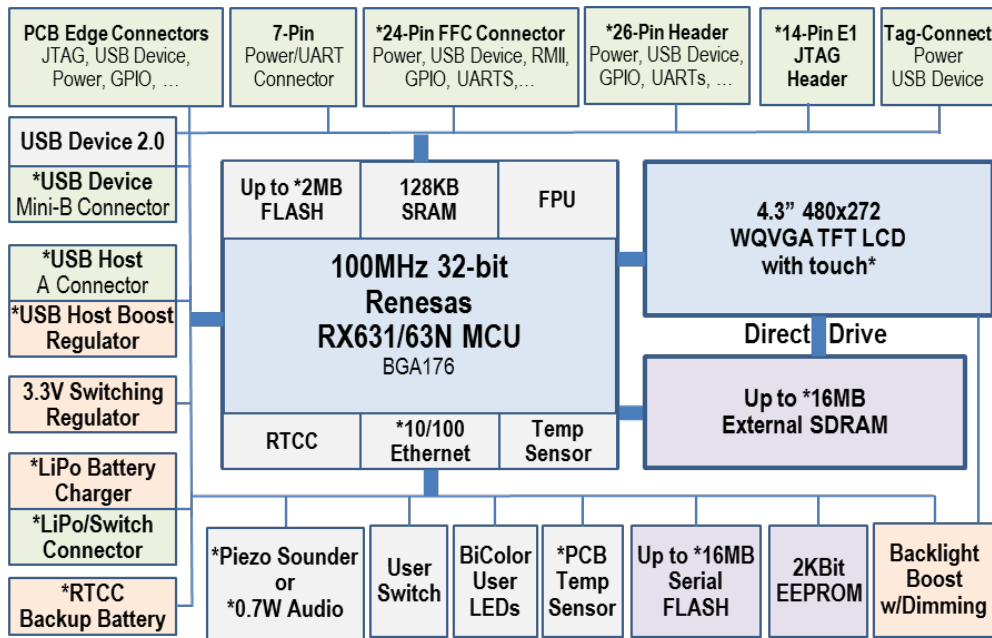 PCB Edge Connectors
JTAG, USB Device,
Power, GPIO, ...
7-Pin
Power/UART
Connector
*24-Pin FFC Connector
Power, USB Device, RMII,
GPIO, UARTS,...
*26-Pin Header
Power, USB Device,
GPIO, UARTs, ...
*14-Pin E1
JTAG
Header
Tag-Connect
Power
USB Device
USB Device 2.0
*USB Device
Mini-B Connector
*USB Host
A Connector
*USB Host Boost
Regulator
3.3V Switching
Regulator
*LiPo Battery
Charger
*LiPo/Switch
Connector
*RTCC
Backup Battery
Up to *2MB
FLASH
128KB
SRAM
FPU
100MHz 32-bit
Renesas
RX631/63N MCU
BGA176
RTCC
*10/100
Ethernet
Temp
Sensor
4.3” 480x272
WQVGA TFT LCD
with touch*
Direct Drive
Up to *16MB
External SDRAM
*Piezo Sounder
or
*0.7W Audio
User
Switch
BiColor
User
LEDs
*PCB
Temp
Sensor
Up to *16MB
Serial
FLASH
2KBit
EEPROM
Backlight
Boost
w/Dimming